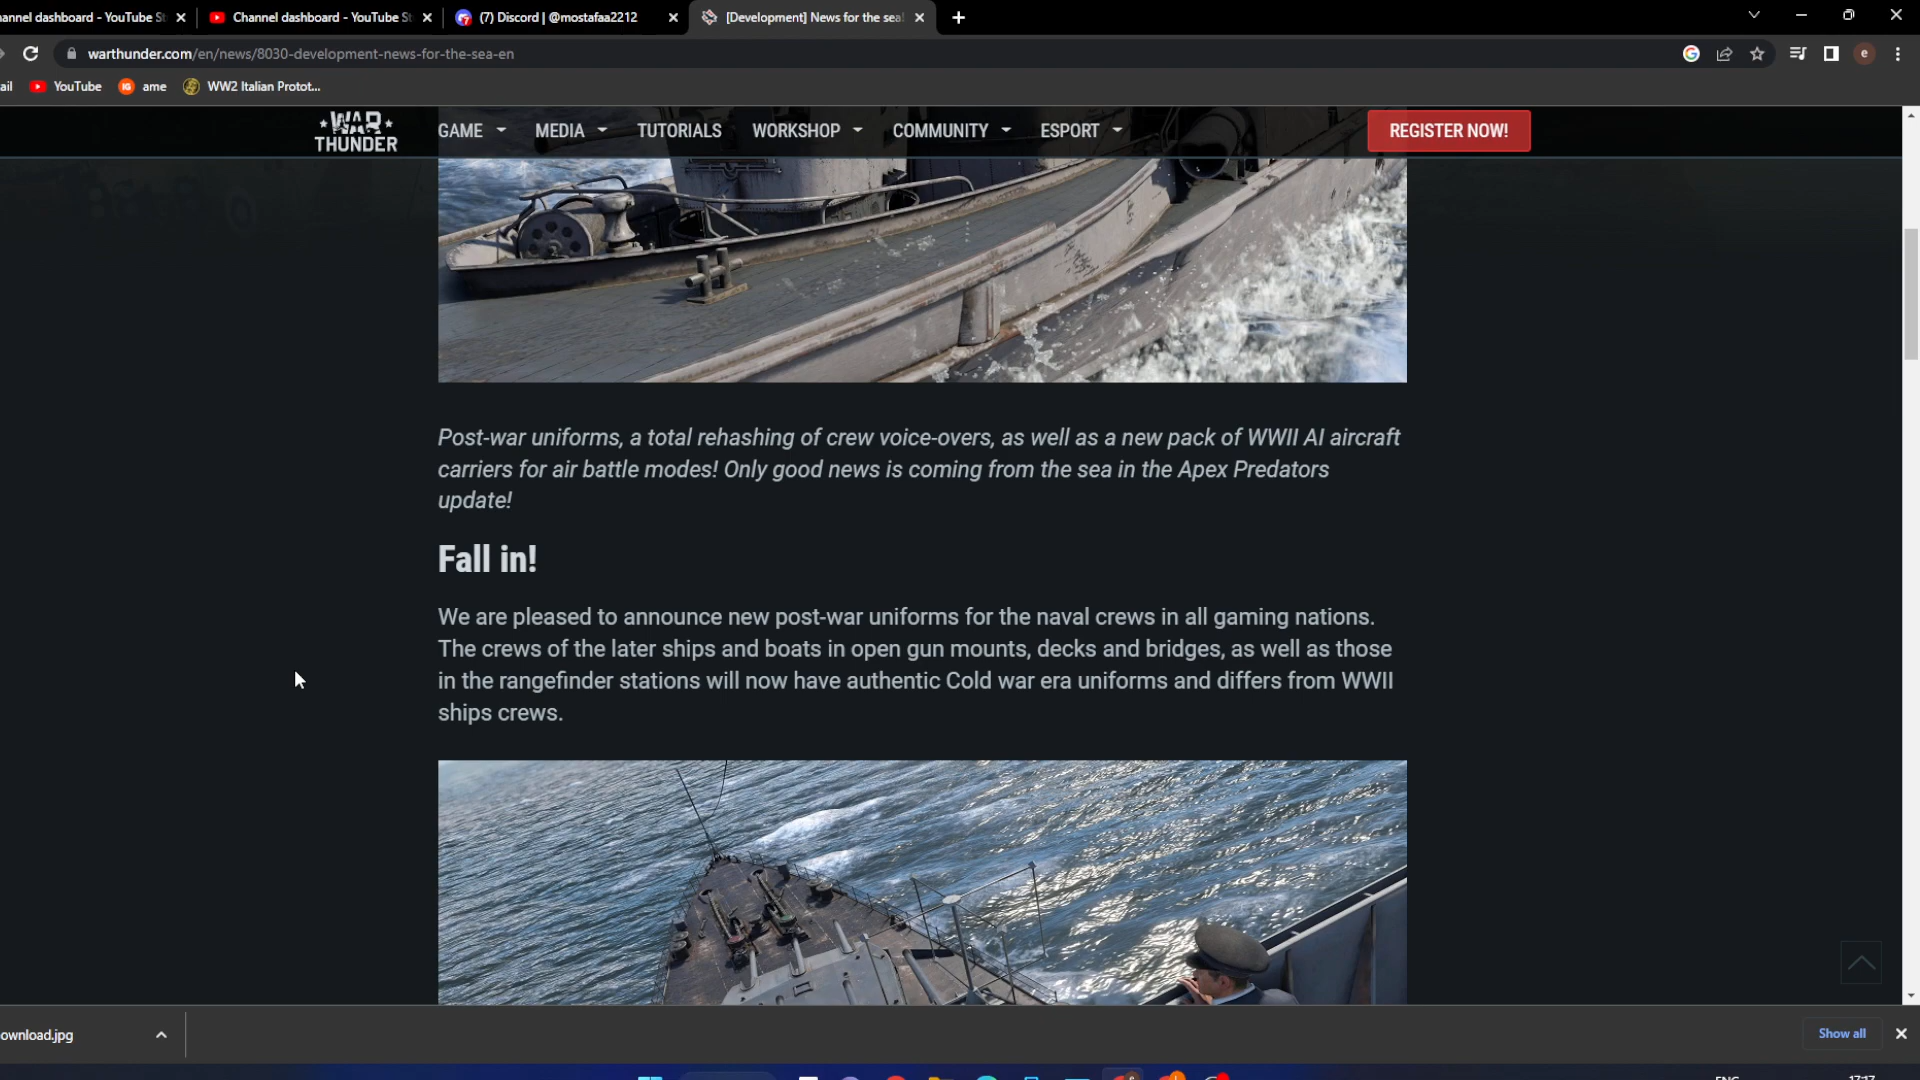 annel dashboard - YouTube S
Channel dashboard - YouTube St
(7) Discord | @mostafaa2212
[Development] News for the sea
warthunder.com/en/news/8030-development-news-for-the-sea-en
ail
YouTube
ame
WW2 Italian Protot...
WAR THUNDER
GAME
MEDIA
TUTORIALS
WORKSHOP
COMMUNITY
ESPORT
REGISTER NOW!
Post-war uniforms, a total rehashing of crew voice-overs, as well as a new pack of WWII AI aircraft
carriers for air battle modes! Only good news is coming from the sea in the Apex Predators
update!
Fall in!
We are pleased to announce new post-war uniforms for the naval crews in all gaming nations.
The crews of the later ships and boats in open gun mounts, decks and bridges, as well as those
in the rangefinder stations will now have authentic Cold war era uniforms and differs from WWII
ships crews.
ownload.jpg
Show all
ENG
17:17